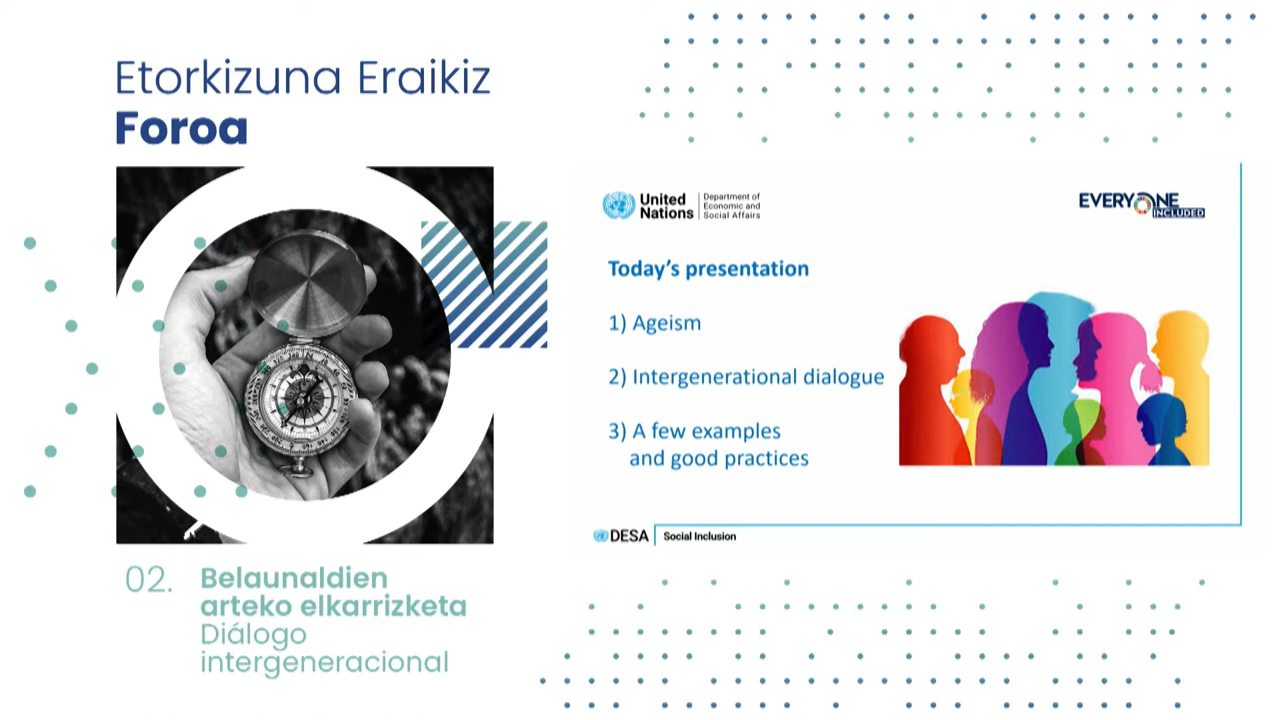 Etorkizuna Eraikiz
Foroa
02.
Belaunaldien
arteko elkarrizketa
Diálogo
intergeneracional
United
Nations
Department of
Economic and
Social Affairs
EVERYONE
INCLUDED
Today's presentation
1) Ageism
2) Intergenerational dialogue
3) A few examples
and good practices
DESA
Social Inclusion